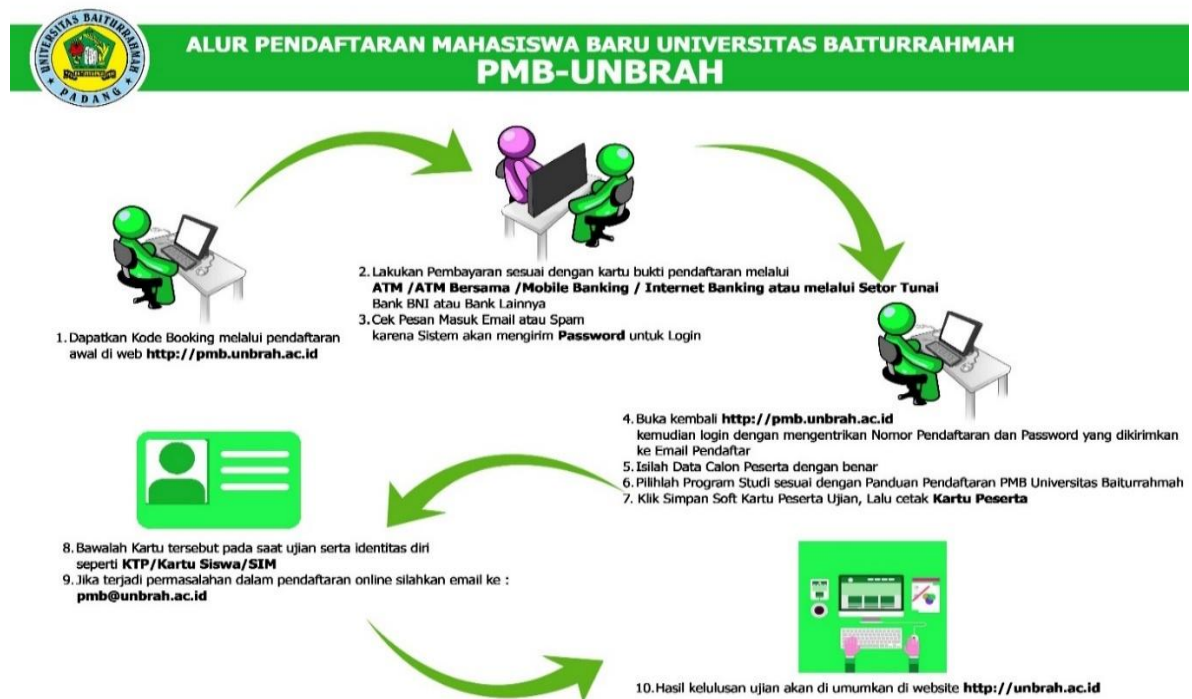 UNIVERSITAS BAITURRAHMAH
PADANG
ALUR PENDAFTARAN MAHASISWA BARU UNIVERSITAS BAITURRAHMAH
PMB-UNBRAH
1. Dapatkan Kode Booking melalui pendaftaran
awal di web http://pmb.unbrah.ac.id
2. Lakukan Pembayaran sesuai dengan kartu bukti pendaftaran melalui
ATM /ATM Bersama /Mobile Banking / Internet Banking atau melalui Setor Tunai
Bank BNI atau Bank Lainnya
3. Cek Pesan Masuk Email atau Spam
karena Sistem akan mengirim Password untuk Login
4. Buka kembali http://pmb.unbrah.ac.id
kemudian login dengan mengentrikan Nomor Pendaftaran dan Password yang dikirimkan
ke Email Pendaftar
5. Isilah Data Calon Peserta dengan benar
6. Pilihlah Program Studi sesuai dengan Panduan Pendaftaran PMB Universitas Baiturrahmah
7. Klik Simpan Soft Kartu Peserta Ujian, Lalu cetak Kartu Peserta
8. Bawalah Kartu tersebut pada saat ujian serta identitas diri
seperti KTP/Kartu Siswa/SIM
9. Jika terjadi permasalahan dalam pendaftaran online silahkan email ke :
pmb@unbrah.ac.id
10. Hasil kelulusan ujian akan di umumkan di website http://unbrah.ac.id